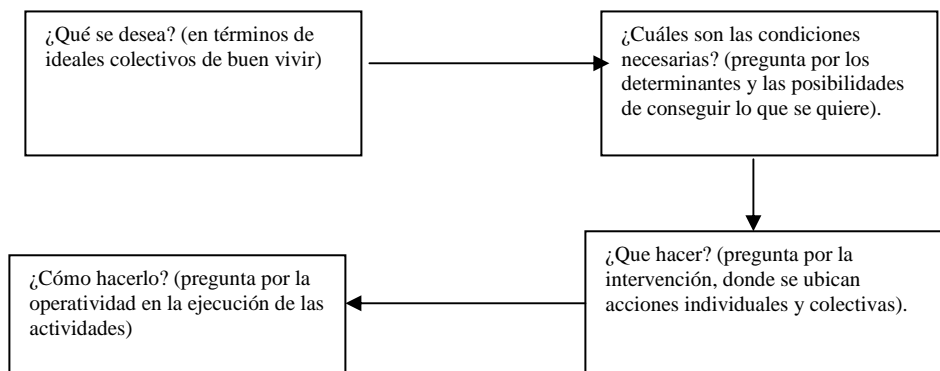 ¿Qué se desea? (en términos de
ideales colectivos de buen vivir)
¿Cuáles son las condiciones
necesarias? (pregunta por los
determinantes y las posibilidades
de conseguir lo que se quiere).
¿Que hacer? (pregunta por la
intervención, donde se ubican
acciones individuales y colectivas).
¿Cómo hacerlo? (pregunta por la
operatividad en la ejecución de las
actividades)